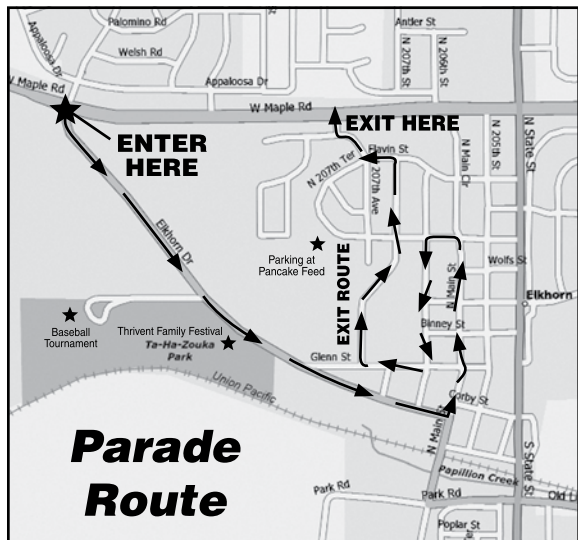 Palomino Rd
Antler St
Appaloosa Dr
Welsh Rd
N 207th St
N 206th St
W Maple Rd
Appaloosa Dr
W Maple Rd
ENTER
HERE
EXIT HERE
N 205th St
N State St
Flavin St
N Main Cir
N 207th Ter
207th Ave
Elkhorn Dr
Parking at
Pancake Feed
EXIT ROUTE
N Main St
Wolfs St
Elkhorn
Baseball
Tournament
Thrivent Family Festival
Ta-Ha-Zouka
Park
Binney St
Glenn St
Union Pacific
Corby St
N Main St
Parade
Route
Papillion Creek
S State St
Park Rd
Park Rd
Old L
Poplar St